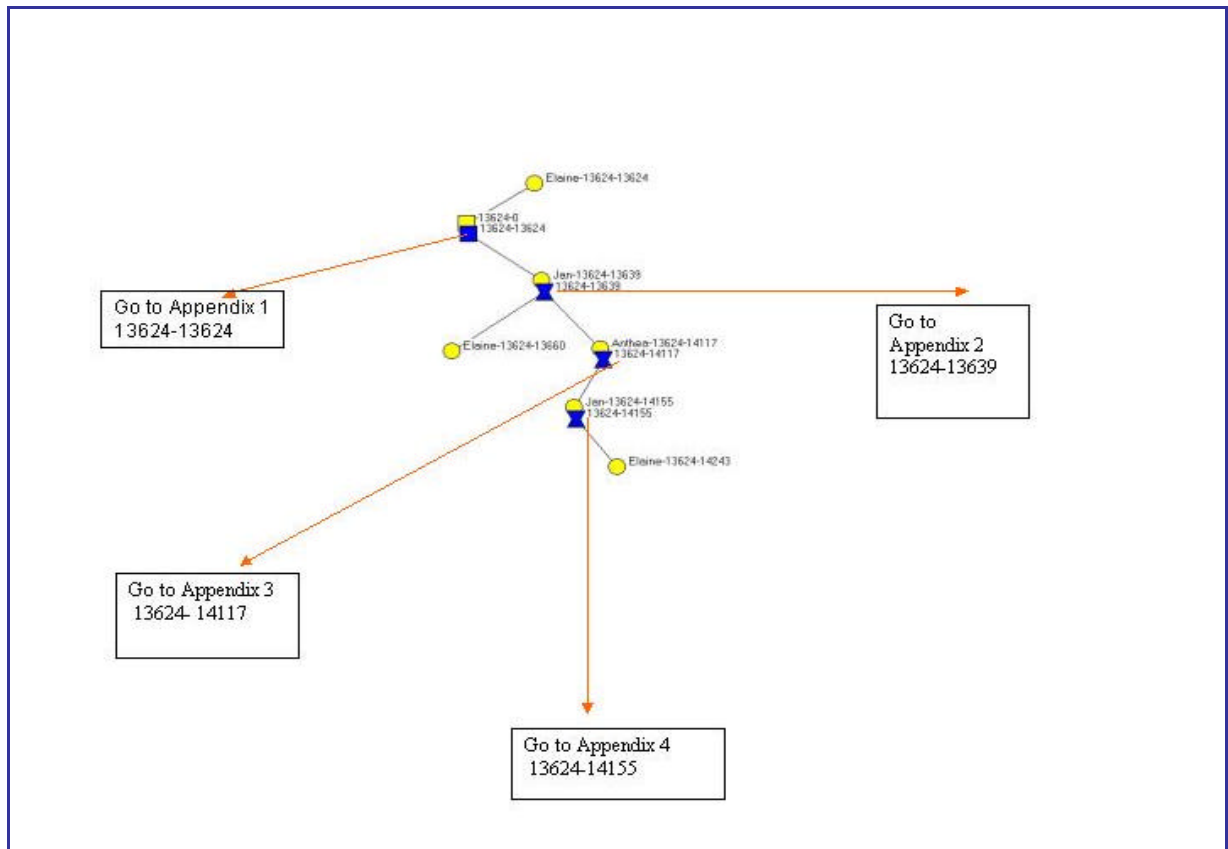 Elaine-13624-13624
-13624-0
13624-13624
Jan-13624-13639
13624-13639
Go to Appendix 1
13624-13624
Go to
Appendix 2
13624-13639
Elaine-13624-13660
Anthea-13624-14117
13624-14117
Jan-13624-14155
13624-14155
Elaine-13624-14243
Go to Appendix 3
13624- 14117
Go to Appendix 4
13624-14155